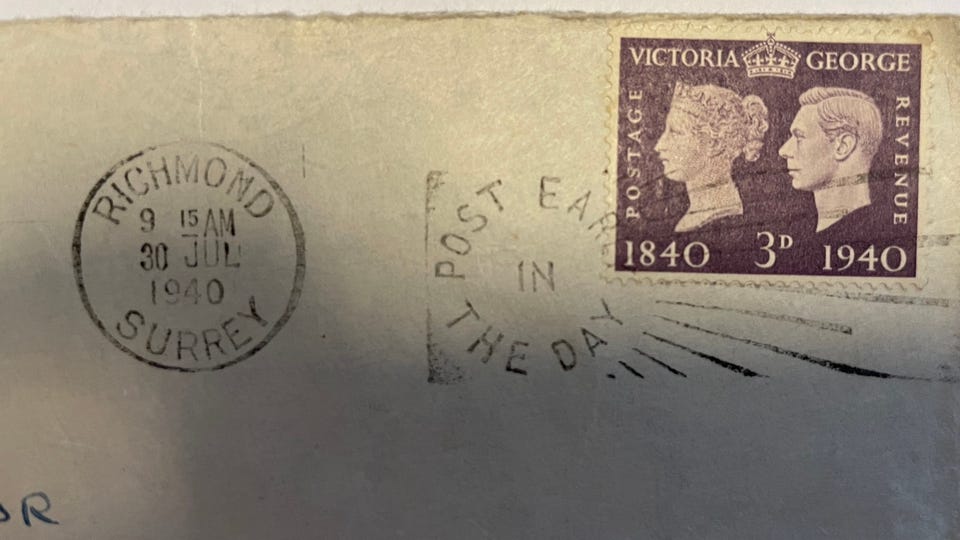 RICHMOND
9 15 AM
30 JUL
1940
SURREY
POST EARL
IN
THE DAY
VICTORIA GEORGE
POSTAGE
REVENUE
1840 3D 1940